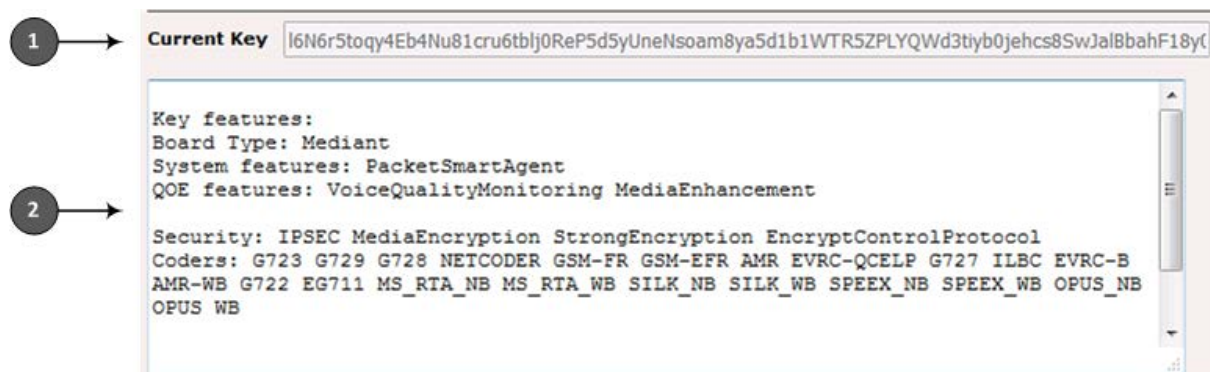 1
Current Key l6N6r5toqy4Eb4Nu81cru6tblj0ReP5d5yUneNsoam8ya5d1b1WTR5ZPLYQWd3tiyb0jehcs8SwJalBbahF18y
2
Key features:
Board Type: Mediant
System features: PacketSmartAgent
QOE features: VoiceQualityMonitoring MediaEnhancement
Security: IPSEC MediaEncryption StrongEncryption EncryptControlProtocol
Coders: G723 G729 G728 NETCODER GSM-FR GSM-EFR AMR EVRC-QCELP G727 ILBC EVRC-B
AMR-WB G722 EG711 MS_RTA_NB MS_RTA_WB SILK_NB SILK_WB SPEEX_NB SPEEX_WB OPUS_NB
OPUS WB